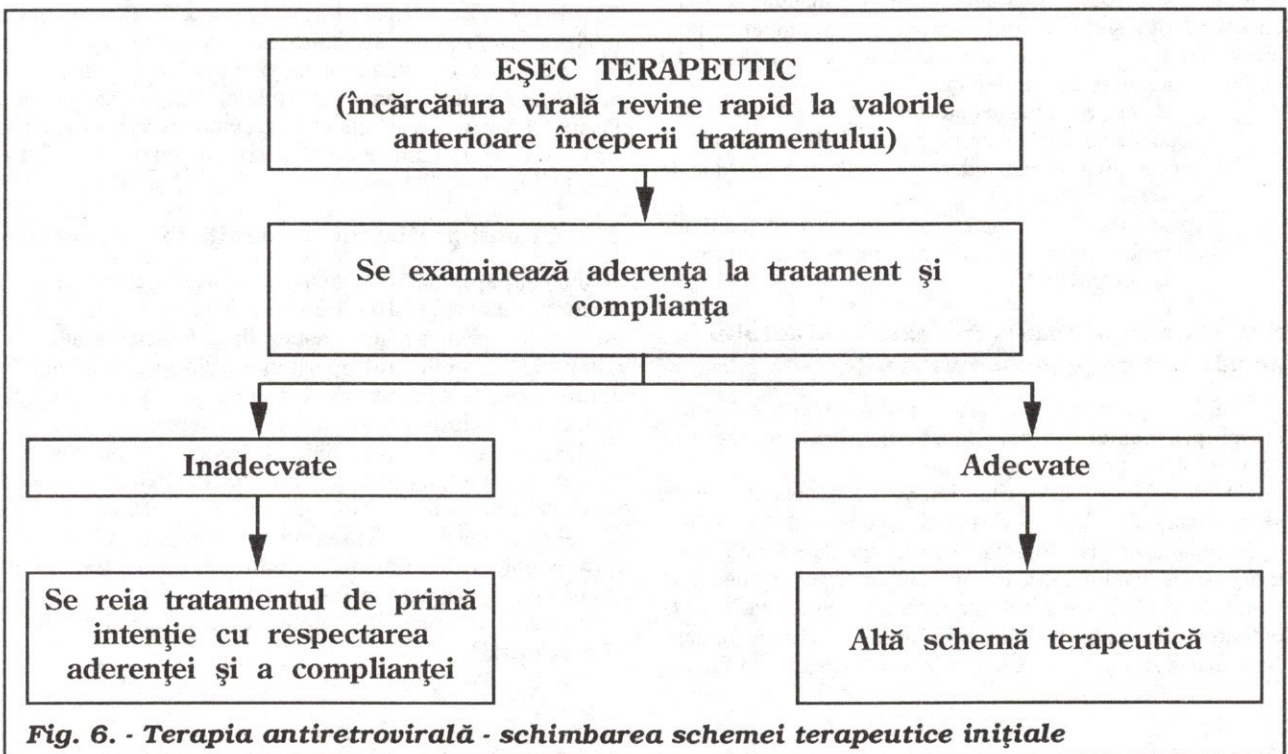 EŞEC TERAPEUTIC
(încărcătura virală revine rapid la valorile
anterioare începerii tratamentului)
Se examinează aderenţa la tratament şi
complianţa
Inadecvate
Adecvate
Se reia tratamentul de primă
intenţie cu respectarea
aderenţei şi a complianţei
Altă schemă terapeutică
Fig. 6. - Terapia antiretrovirală - schimbarea schemei terapeutice iniţiale